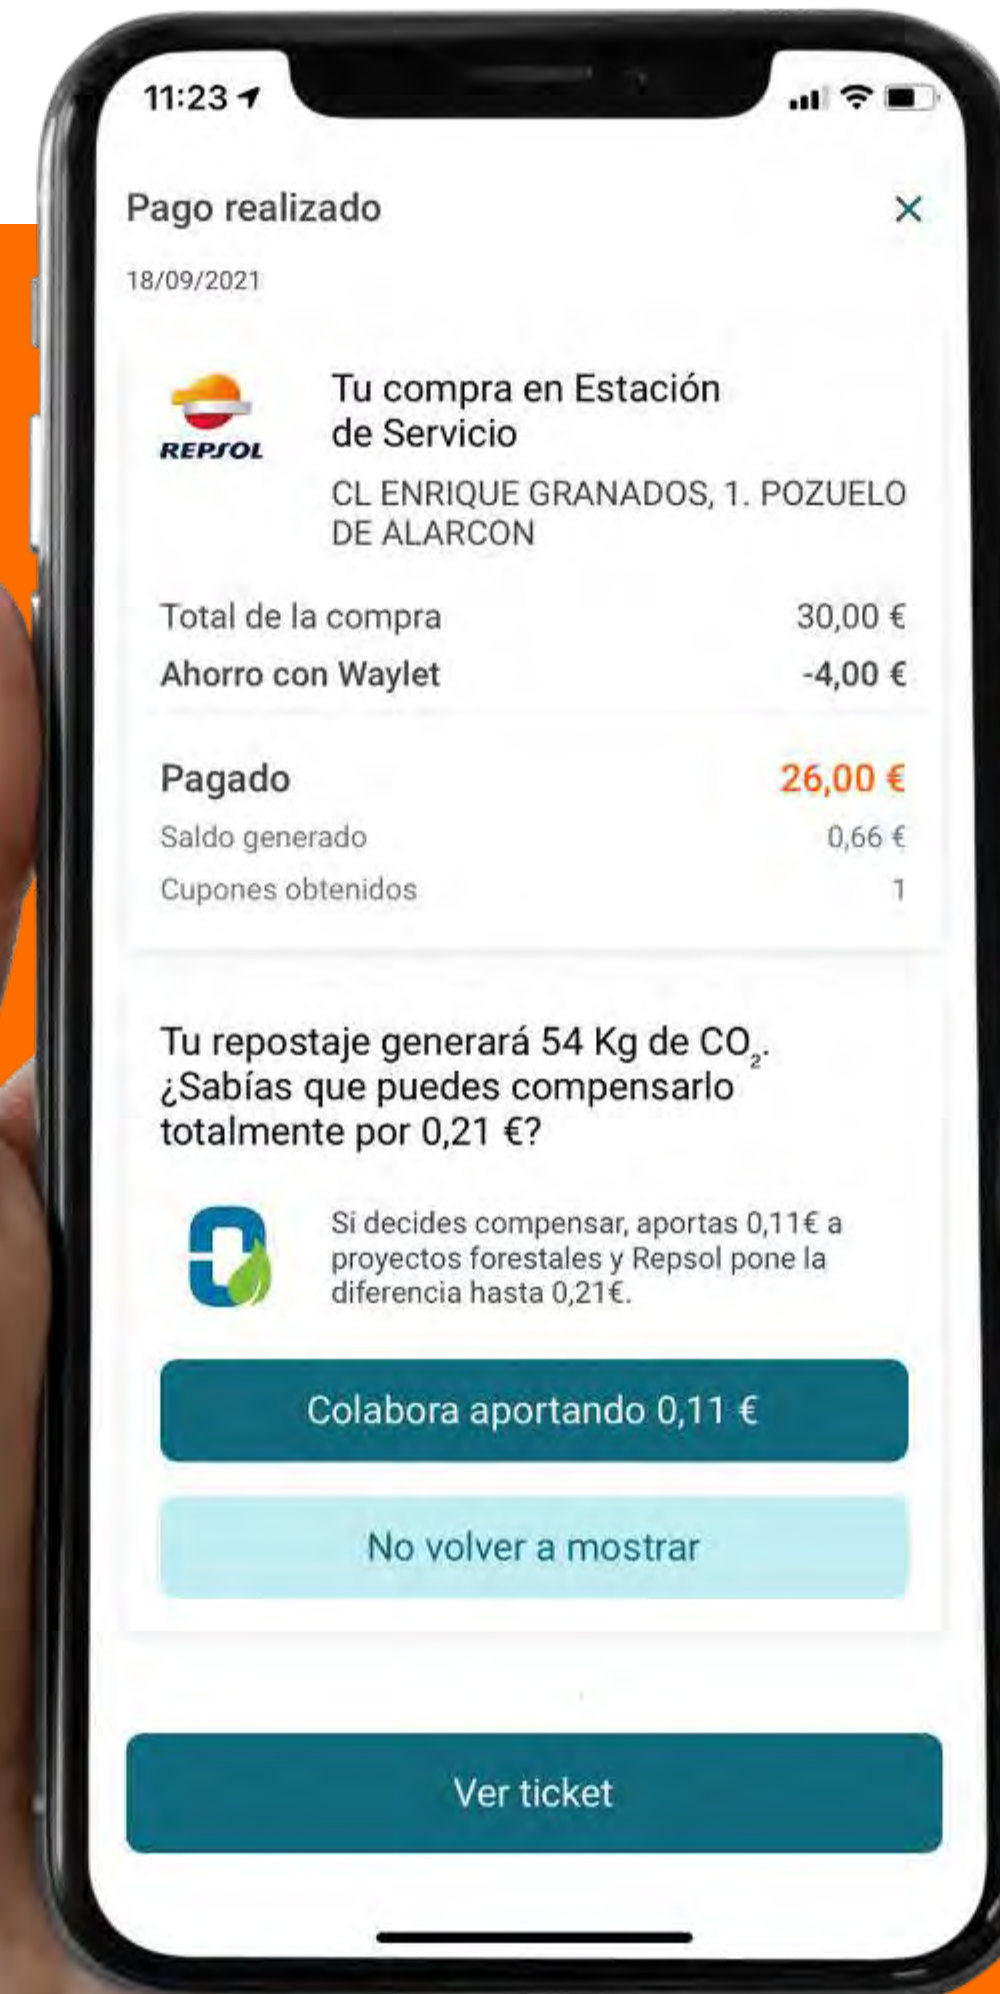 11:23
Pago realizado
18/09/2021
REPSOL
Tu compra en Estación
de Servicio
CL ENRIQUE GRANADOS, 1. POZUELO
DE ALARCON
Total de la compra 30,00 €
Ahorro con Waylet -4,00 €
Pagado 26,00 €
Saldo generado 0,66 €
Cupones obtenidos 1
Tu repostaje generará 54 Kg de CO₂.
¿Sabías que puedes compensarlo
totalmente por 0,21 €?
Si decides compensar, aportas 0,11€ a
proyectos forestales y Repsol pone la
diferencia hasta 0,21€.
Colabora aportando 0,11 €
No volver a mostrar
Ver ticket